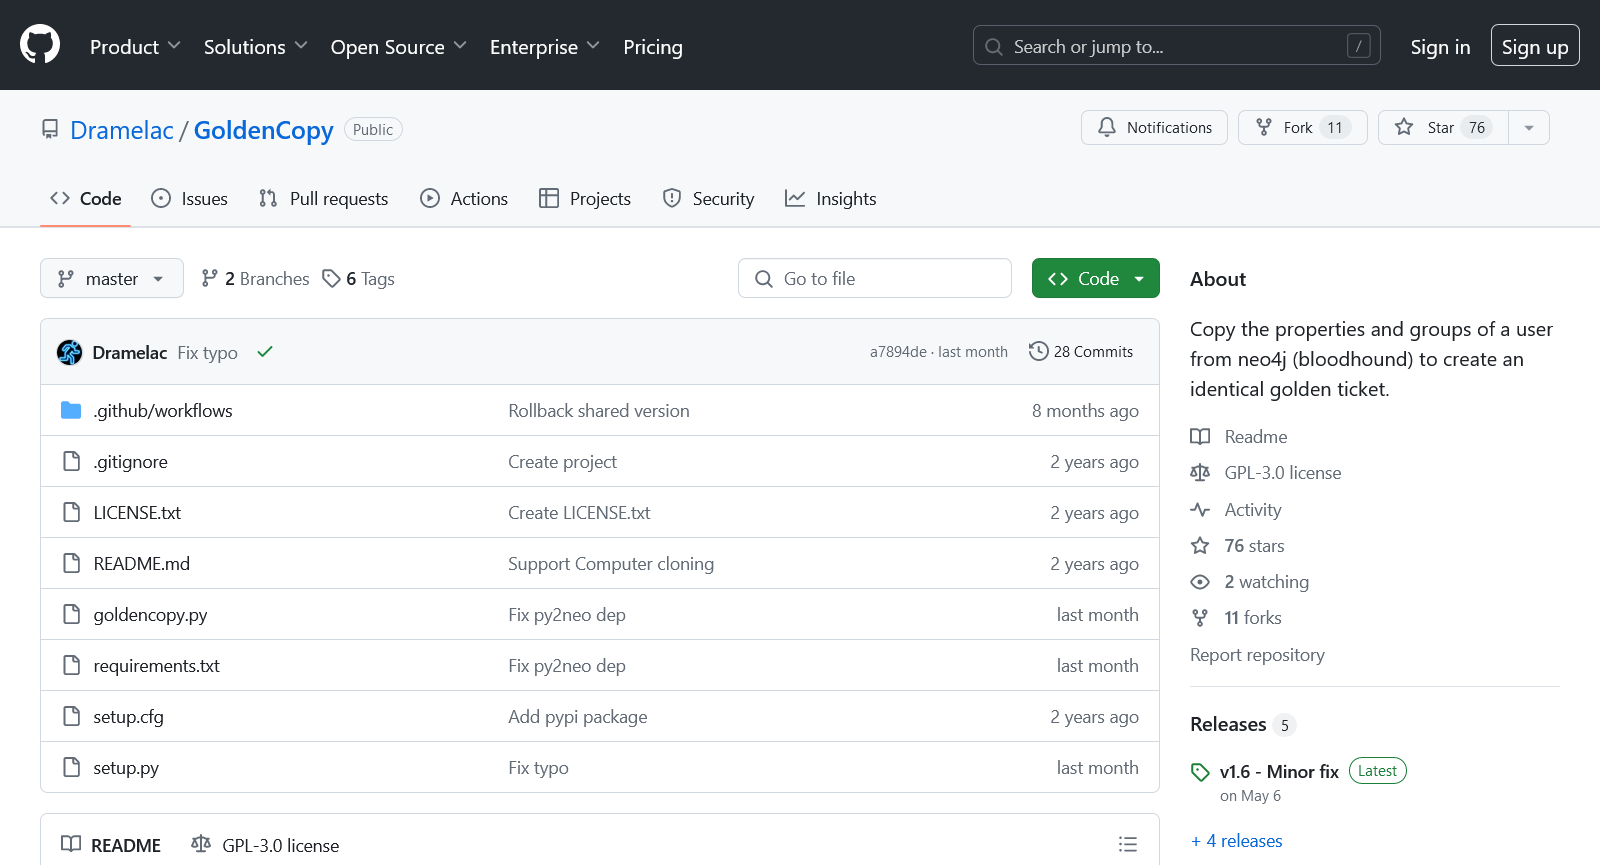 Product Solutions Open Source Enterprise Pricing Search or jump to... / Sign in Sign up
Dramelac / GoldenCopy Public Notifications Fork 11 Star 76
Code Issues Pull requests Actions Projects Security Insights
master 2 Branches 6 Tags Go to file Code
Dramelac Fix typo a7894de · last month 28 Commits
.github/workflows Rollback shared version 8 months ago
.gitignore Create project 2 years ago
LICENSE.txt Create LICENSE.txt 2 years ago
README.md Support Computer cloning 2 years ago
goldencopy.py Fix py2neo dep last month
requirements.txt Fix py2neo dep last month
setup.cfg Add pypi package 2 years ago
setup.py Fix typo last month
README GPL-3.0 license
About
Copy the properties and groups of a user
from neo4j (bloodhound) to create an
identical golden ticket.
Readme
GPL-3.0 license
Activity
76 stars
2 watching
11 forks
Report repository
Releases 5
v1.6 - Minor fix Latest
on May 6
+ 4 releases